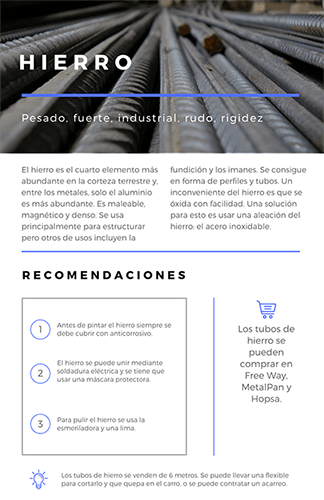 HIERRO
Pesado, fuerte, industrial, rudo, rigidez
El hierro es el cuarto elemento más
abundante en la corteza terrestre y,
entre los metales, solo el aluminio
es más abundante. Es maleable,
magnético y denso. Se usa
principalmente para estructurar
pero otros de usos incluyen la
fundición y los imanes. Se consigue
en forma de perfiles y tubos. Un
inconveniente del hierro es que se
óxida con facilidad. Una solución
para esto es usar una aleación del
hierro: el acero inoxidable.
RECOMENDACIONES
1
Antes de pintar el hierro siempre se
debe cubrir con anticorrosivo.
2
El hierro se puede unir mediante
soldadura eléctrica y se tiene que
usar una máscara protectora.
3
Para pulir el hierro se usa la
esmeriladora y una lima.
Los tubos de
hierro se
pueden
comprar en
Free Way,
MetalPan y
Hopsa.
Los tubos de hierro se venden de 6 metros. Se puede llevar una flexible
para cortarlo y que quepa en el carro, o se puede contratar un acarreo.